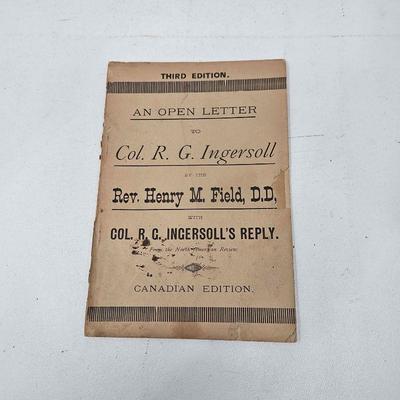 THIRD EDITION.
AN OPEN LETTER
TO
Col. R. G. Ingersoll
BY THE
Rev. Henry M. Field, D.D,
WITH
COL. R. G. INGERSOLL'S REPLY.
From the North American Review.
CANADIAN EDITION.